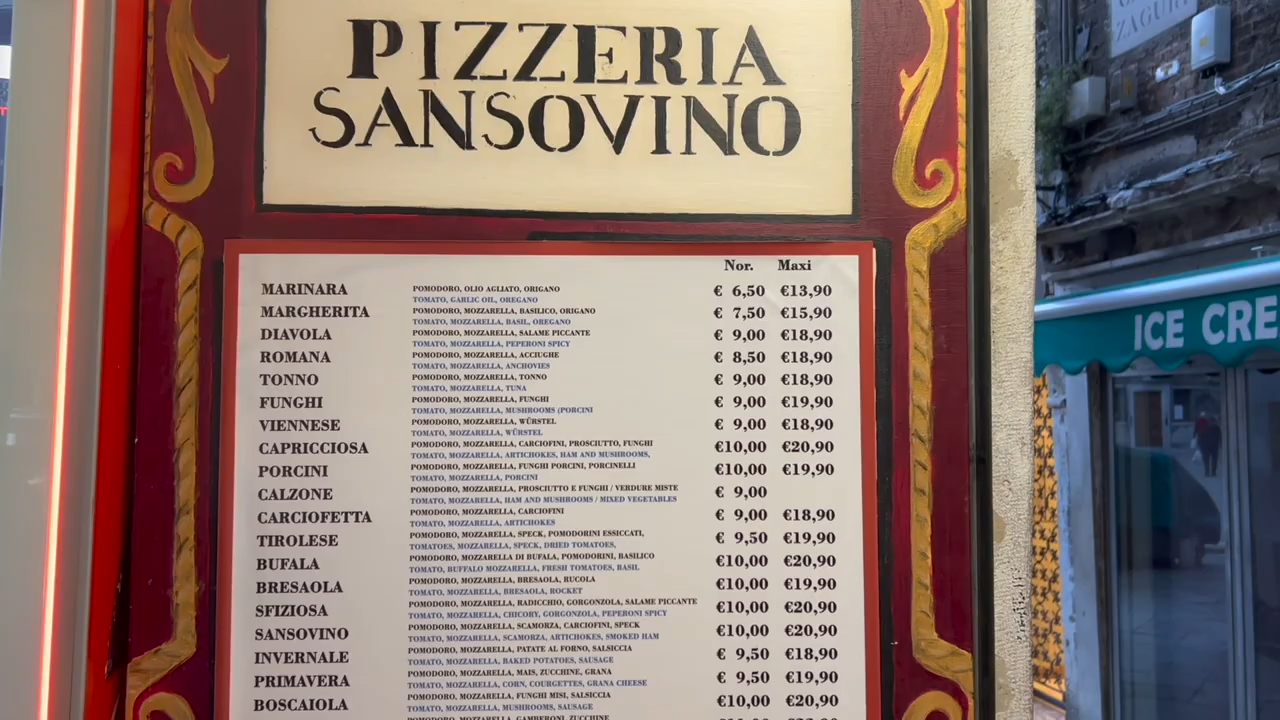 PIZZERIA
SANSOVINO
Nor. Maxi
MARINARA POMODORO, OLIO AGLIATO, ORIGANO € 6,50 €13,90
TOMATO, GARLIC OIL, OREGANO
MARGHERITA POMODORO, MOZZARELLA, BASILICO, ORIGANO € 7,50 €15,90
TOMATO, MOZZARELLA, BASIL, OREGANO
DIAVOLA POMODORO, MOZZARELLA, SALAME PICCANTE € 9,00 €18,90
TOMATO, MOZZARELLA, PEPERONI SPICY
ROMANA POMODORO, MOZZARELLA, ACCIUGHE € 8,50 €18,90
TOMATO, MOZZARELLA, ANCHOVIES
TONNO POMODORO, MOZZARELLA, TONNO € 9,00 €18,90
TOMATO, MOZZARELLA, TUNA
FUNGHI POMODORO, MOZZARELLA, FUNGHI € 9,00 €19,90
TOMATO, MOZZARELLA, MUSHROOMS (PORCINI
VIENNESE POMODORO, MOZZARELLA, WÜRSTEL € 9,00 €18,90
TOMATO, MOZZARELLA, WÜRSTEL
CAPRICCIOSA POMODORO, MOZZARELLA, CARCIOFINI, PROSCIUTTO, FUNGHI €10,00 €20,90
TOMATO, MOZZARELLA, ARTICHOKES, HAM AND MUSHROOMS,
PORCINI POMODORO, MOZZARELLA, FUNGHI PORCINI, PORCINELLI €10,00 €19,90
TOMATO, MOZZARELLA, PORCINI
CALZONE POMODORO, MOZZARELLA, PROSCIUTTO E FUNGHI / VERDURE MISTE € 9,00
TOMATO, MOZZARELLA, HAM AND MUSHROOMS / MIXED VEGETABLES
CARCIOFETTA POMODORO, MOZZARELLA, CARCIOFINI € 9,00 €18,90
TOMATO, MOZZARELLA, ARTICHOKES
TIROLESE POMODORO, MOZZARELLA, SPECK, POMODORINI ESSICCATI, € 9,50 €19,90
TOMATOES, MOZZARELLA, SPECK, DRIED TOMATOES,
BUFALA POMODORO, MOZZARELLA DI BUFALA, POMODORINI, BASILICO €10,00 €20,90
TOMATO, BUFFALO MOZZARELLA, FRESH TOMATOES, BASIL
BRESAOLA POMODORO, MOZZARELLA, BRESAOLA, RUCOLA €10,00 €19,90
TOMATO, MOZZARELLA, BRESAOLA, ROCKET
SFIZIOSA POMODORO, MOZZARELLA, RADICCHIO, GORGONZOLA, SALAME PICCANTE €10,00 €20,90
TOMATO, MOZZARELLA, CHICORY, GORGONZOLA, PEPERONI SPICY
SANSOVINO POMODORO, MOZZARELLA, SCAMORZA, CARCIOFINI, SPECK €10,00 €20,90
TOMATO, MOZZARELLA, SCAMORZA, ARTICHOKES, SMOKED HAM
INVERNALE POMODORO, MOZZARELLA, PATATE AL FORNO, SALSICCIA € 9,50 €18,90
TOMATO, MOZZARELLA, BAKED POTATOES, SAUSAGE
PRIMAVERA POMODORO, MOZZARELLA, MAIS, ZUCCHINE, GRANA € 9,50 €19,90
TOMATO, MOZZARELLA, CORN, COURGETTES, GRANA CHEESE
BOSCAIOLA POMODORO, MOZZARELLA, FUNGHI MISI, SALSICCIA €10,00 €20,90
TOMATO, MOZZARELLA, MUSHROOMS, SAUSAGE
POMODORO, MOZZARELLA, GAMBERONI, ZUCCHINE
ZAGURI
ICE CRE